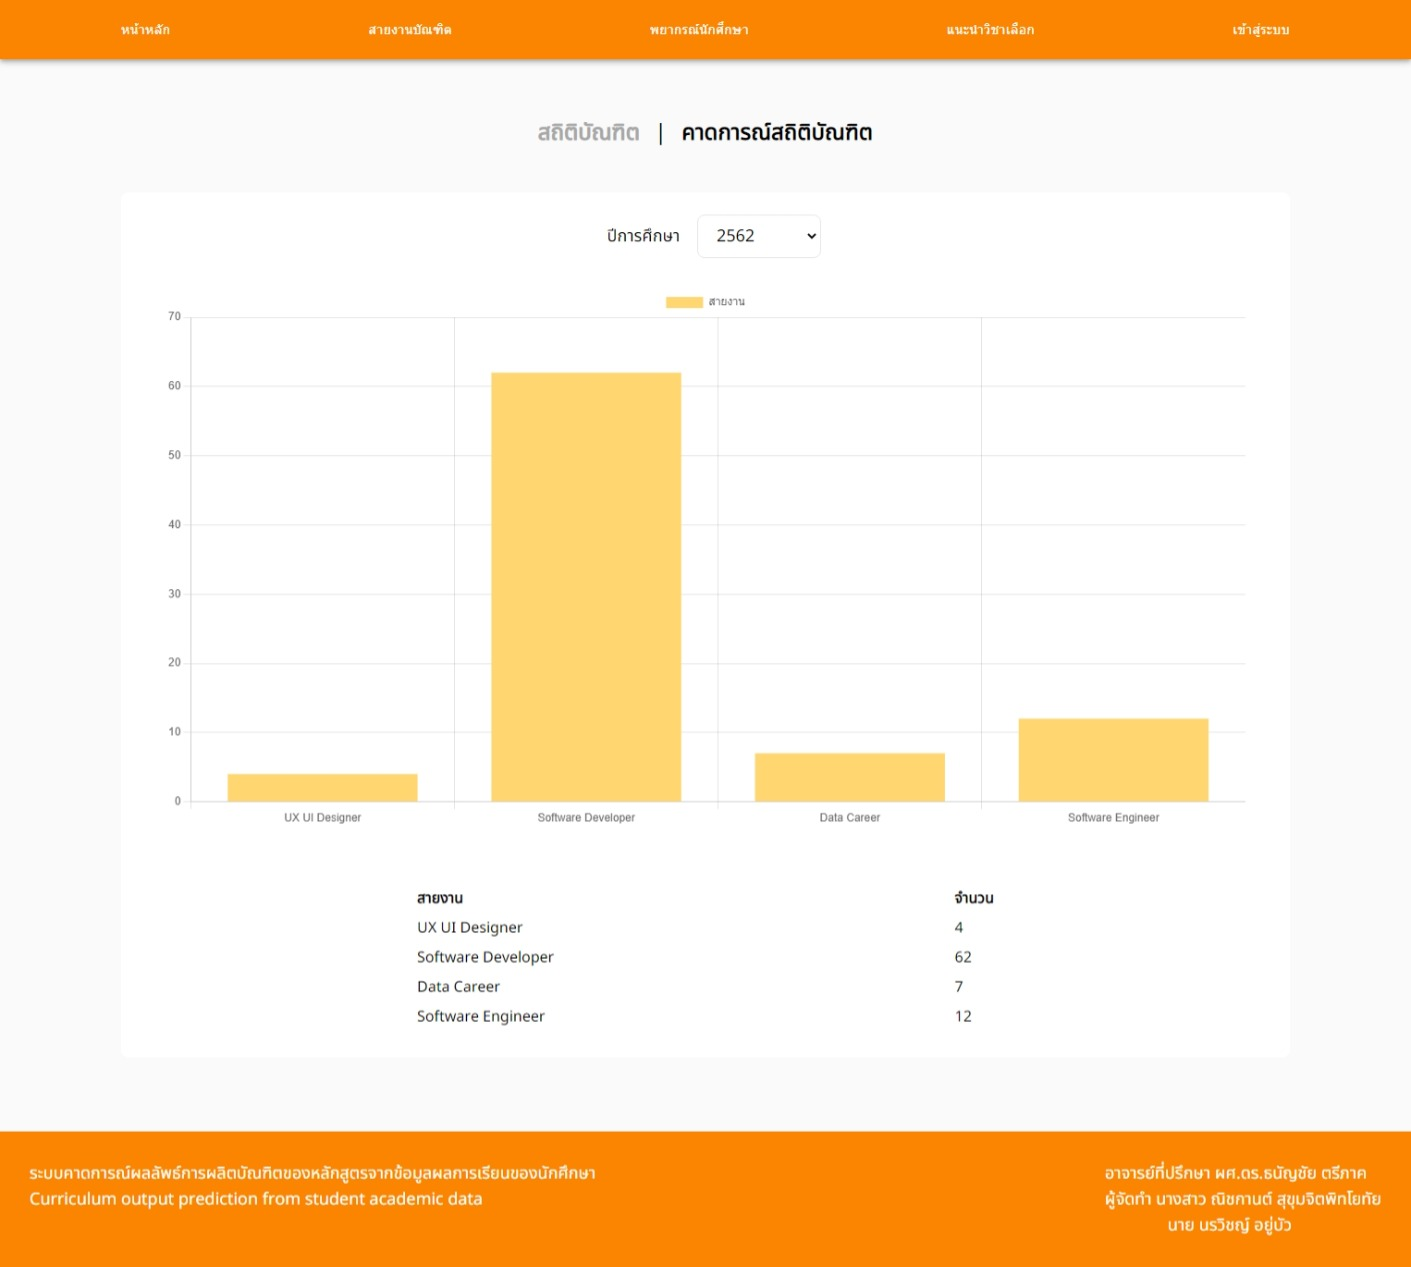 หน้าหลัก สายงานบัณฑิต พยากรณ์นักศึกษา แนะนำวิชาเลือก เข้าสู่ระบบ
สถิติบัณฑิต | คาดการณ์สถิติบัณฑิต
ปีการศึกษา 2562
สายงาน
70
60
50
40
30
20
10
0
UX UI Designer Software Developer Data Career Software Engineer
สายงาน จำนวน
UX UI Designer 4
Software Developer 62
Data Career 7
Software Engineer 12
ระบบคาดการณ์ผลลัพธ์การผลิตบัณฑิตของหลักสูตรจากข้อมูลผลการเรียนของนักศึกษา
Curriculum output prediction from student academic data
อาจารย์ที่ปรึกษา ผศ.ดร.ธนัญชัย ตรีภาค
ผู้จัดทำ นางสาว ณิชกานต์ สุขุมจิตพิทโยทัย
นาย นรวิชญ์ อยู่บัว